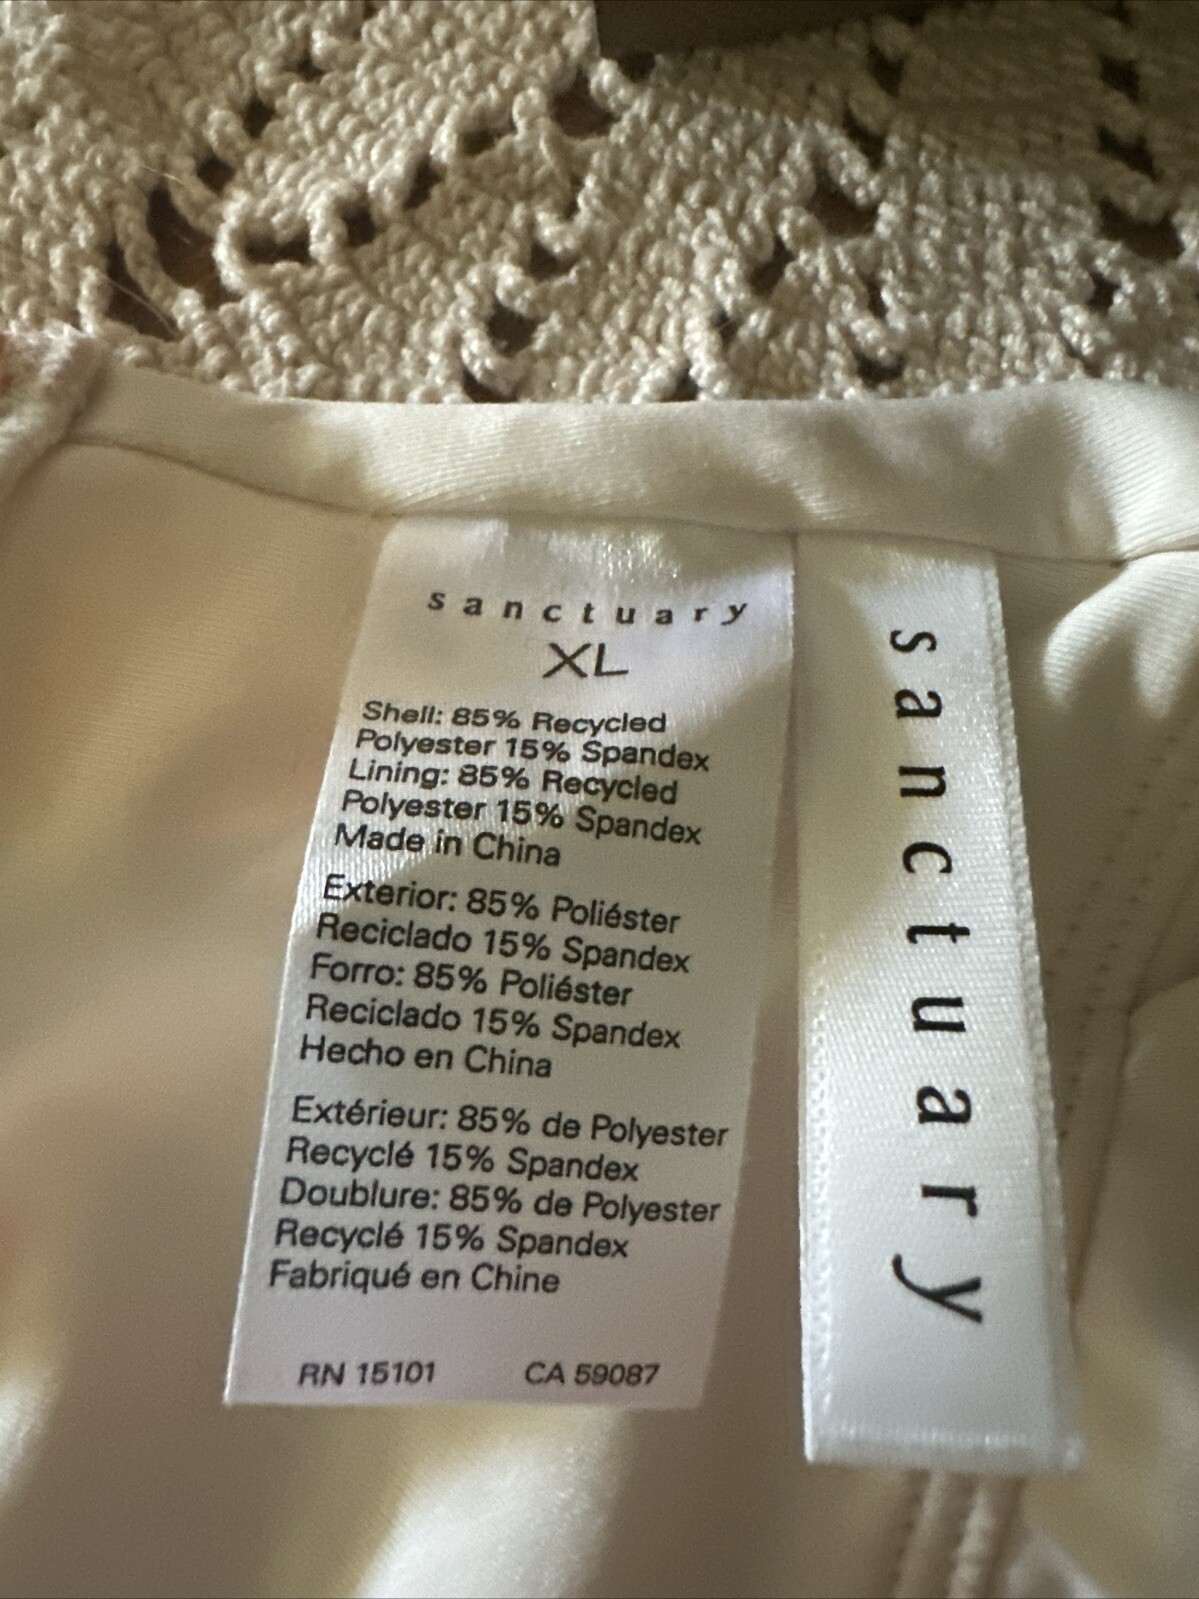 sanctuary
XL
Shell: 85% Recycled
Polyester 15% Spandex
Lining: 85% Recycled
Polyester 15% Spandex
Made in China
Exterior: 85% Poliéster
Reciclado 15% Spandex
Forro: 85% Poliéster
Reciclado 15% Spandex
Hecho en China
Extérieur: 85% de Polyester
Recyclé 15% Spandex
Doublure: 85% de Polyester
Recyclé 15% Spandex
Fabriqué en Chine
RN 15101 CA 59087
sanctuary